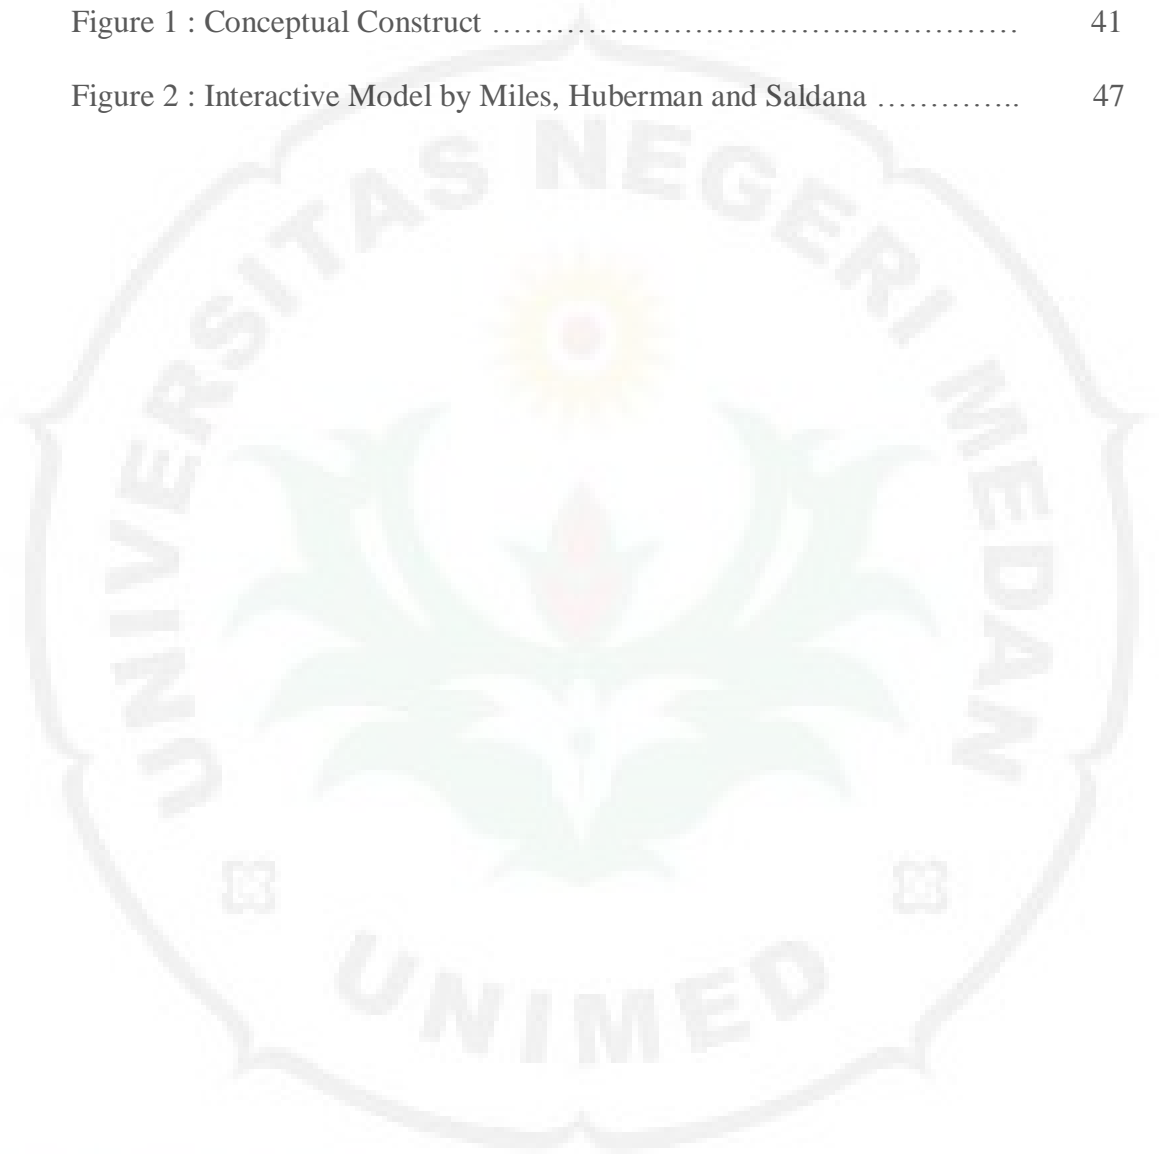 Figure 1 : Conceptual Construct ……………………………..…………… 41
Figure 2 : Interactive Model by Miles, Huberman and Saldana ………….. 47
UNIVERSITAS NEGERI MEDAN
UNIMED